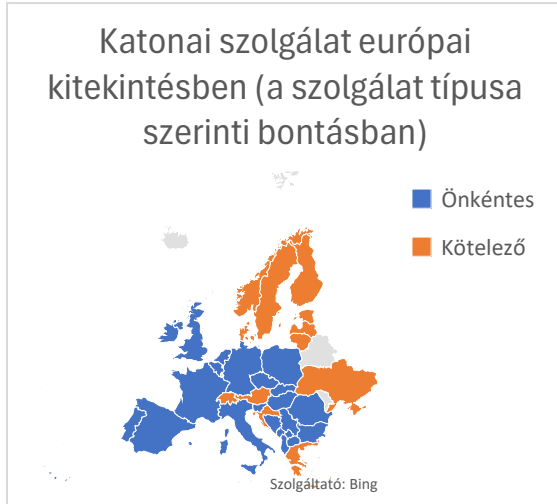 Katonai szolgálat európai
kitekintésben (a szolgálat típusa
szerinti bontásban)
Önkéntes
Kötelező
Szolgáltató: Bing